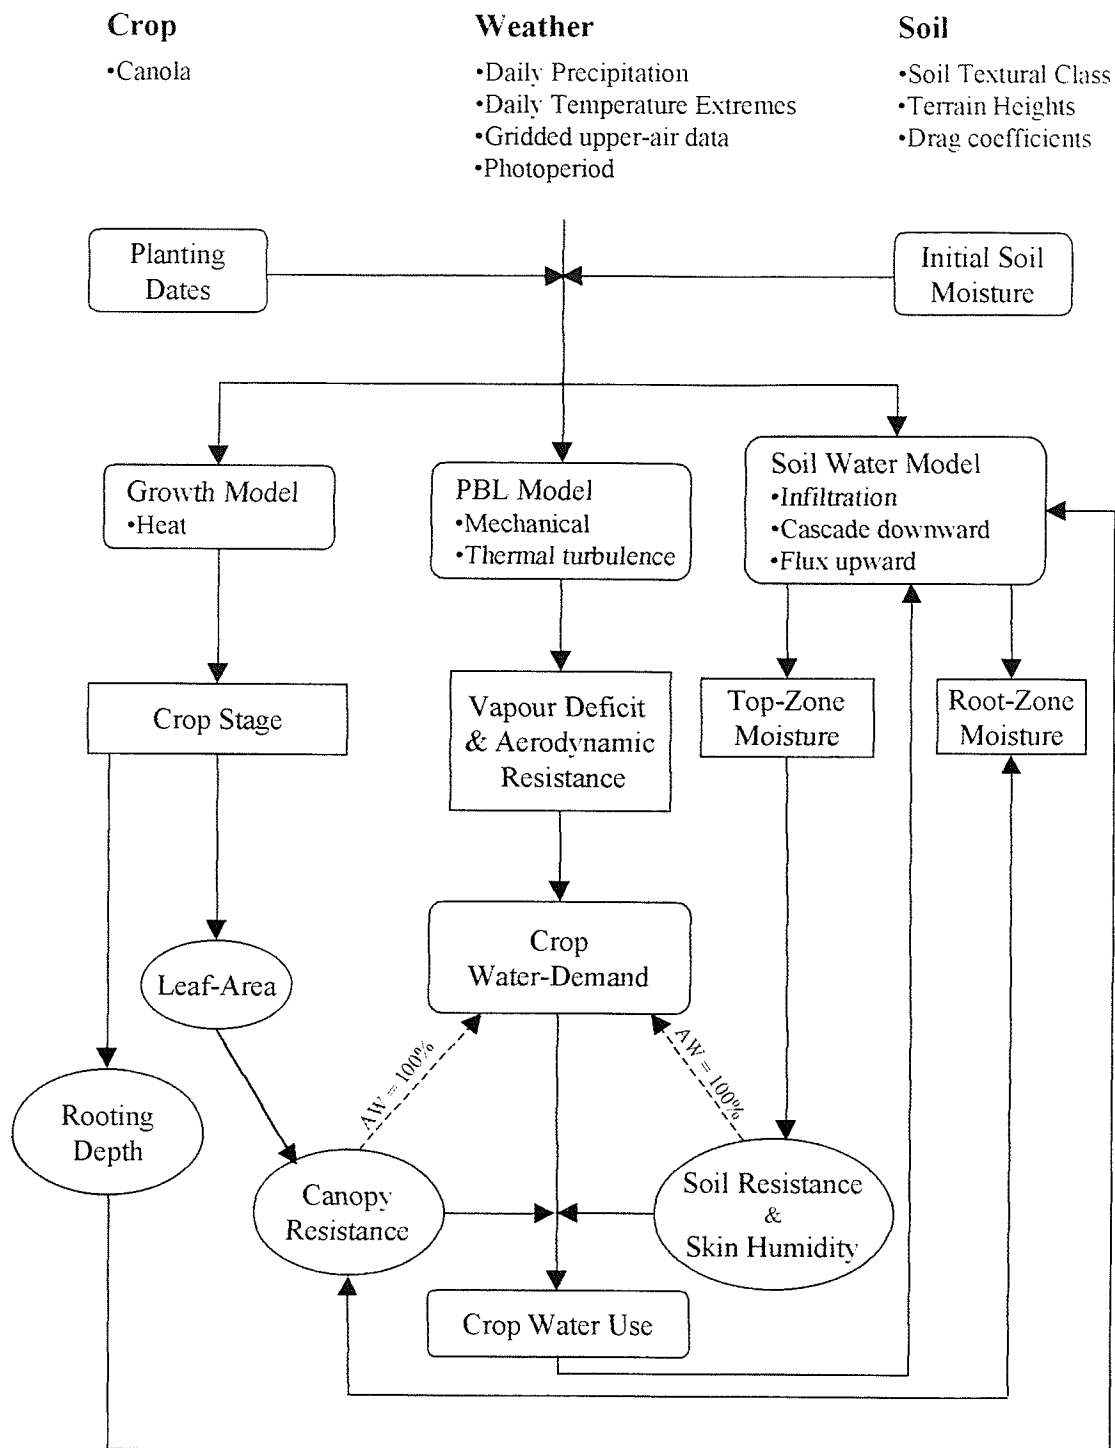 Crop
•Canola
Weather
•Daily Precipitation
•Daily Temperature Extremes
•Gridded upper-air data
•Photoperiod
Soil
•Soil Textural Class
•Terrain Heights
•Drag coefficients
Planting
Dates
Initial Soil
Moisture
Growth Model
•Heat
PBL Model
•Mechanical
•Thermal turbulence
Soil Water Model
•Infiltration
•Cascade downward
•Flux upward
Crop Stage
Vapour Deficit
& Aerodynamic
Resistance
Top-Zone
Moisture
Root-Zone
Moisture
Crop
Water-Demand
Leaf-Area
AW = 100%
AW = 100%
Rooting
Depth
Canopy
Resistance
Soil Resistance
&
Skin Humidity
Crop Water Use